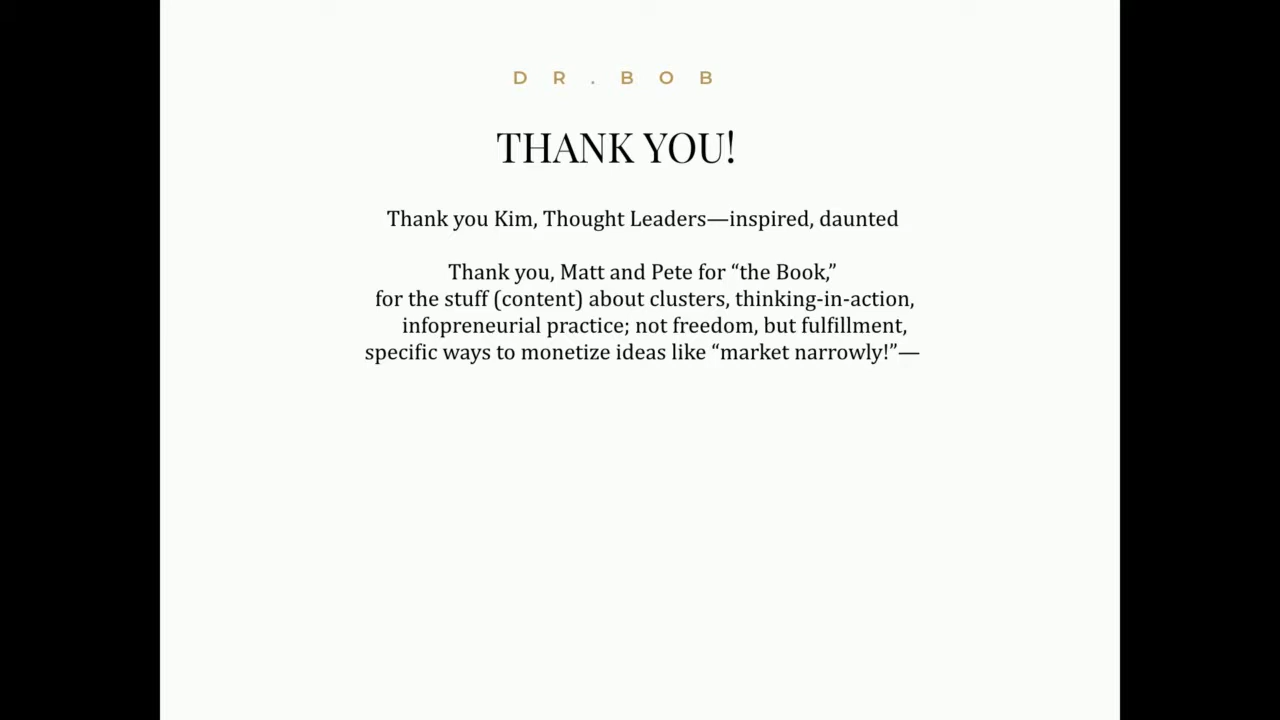 DR.BOB
THANK YOU!
Thank you Kim, Thought Leaders—inspired, daunted
Thank you, Matt and Pete for “the Book,”
for the stuff (content) about clusters, thinking-in-action,
infopreneurial practice; not freedom, but fulfillment,
specific ways to monetize ideas like “market narrowly!”—